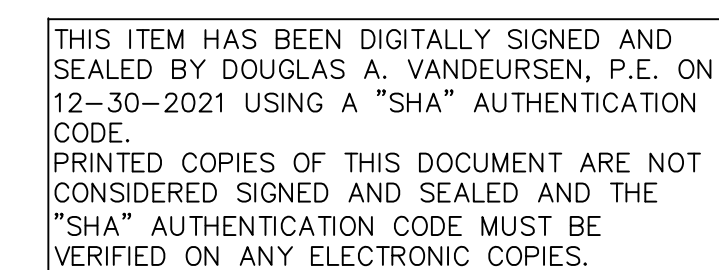 THIS ITEM HAS BEEN DIGITALLY SIGNED AND
SEALED BY DOUGLAS A. VANDEURSEN, P.E. ON
12–30–2021 USING A ”SHA” AUTHENTICATION
CODE.
PRINTED COPIES OF THIS DOCUMENT ARE NOT
CONSIDERED SIGNED AND SEALED AND THE
”SHA” AUTHENTICATION CODE MUST BE
VERIFIED ON ANY ELECTRONIC COPIES.